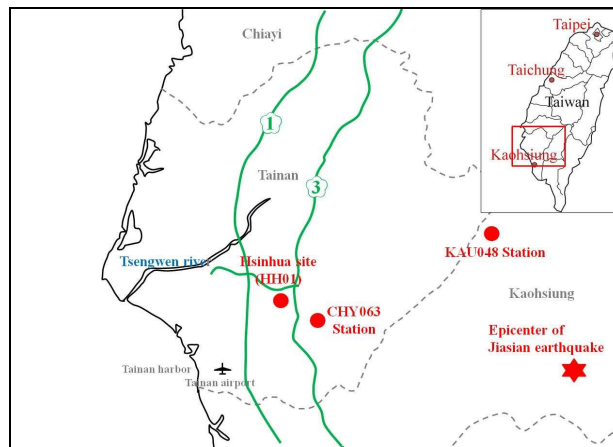 Chiayi
Taipei
Taichung
Taiwan
Kaohsiung
1
3
Tainan
Tsengwen river
Hsinhua site
(HH01)
KAU048 Station
CHY063
Station
Kaohsiung
Epicenter of
Jiasian earthquake
Tainan harbor
Tainan airport